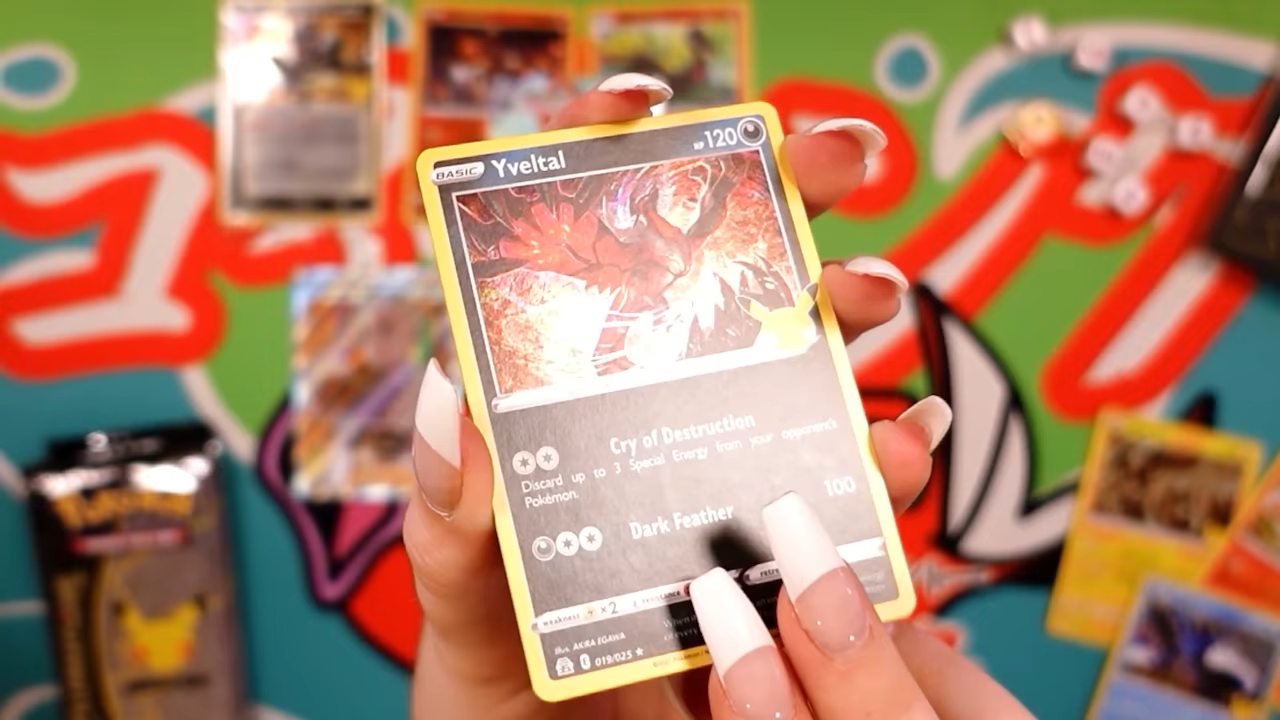 BASIC Yveltal HP 120
Cry of Destruction
Discard up to 3 Special Energy from your opponent's
Pokémon.
Dark Feather 100
weakness ×2
Illus. AKIRA EGAWA
019/025
Pokémon